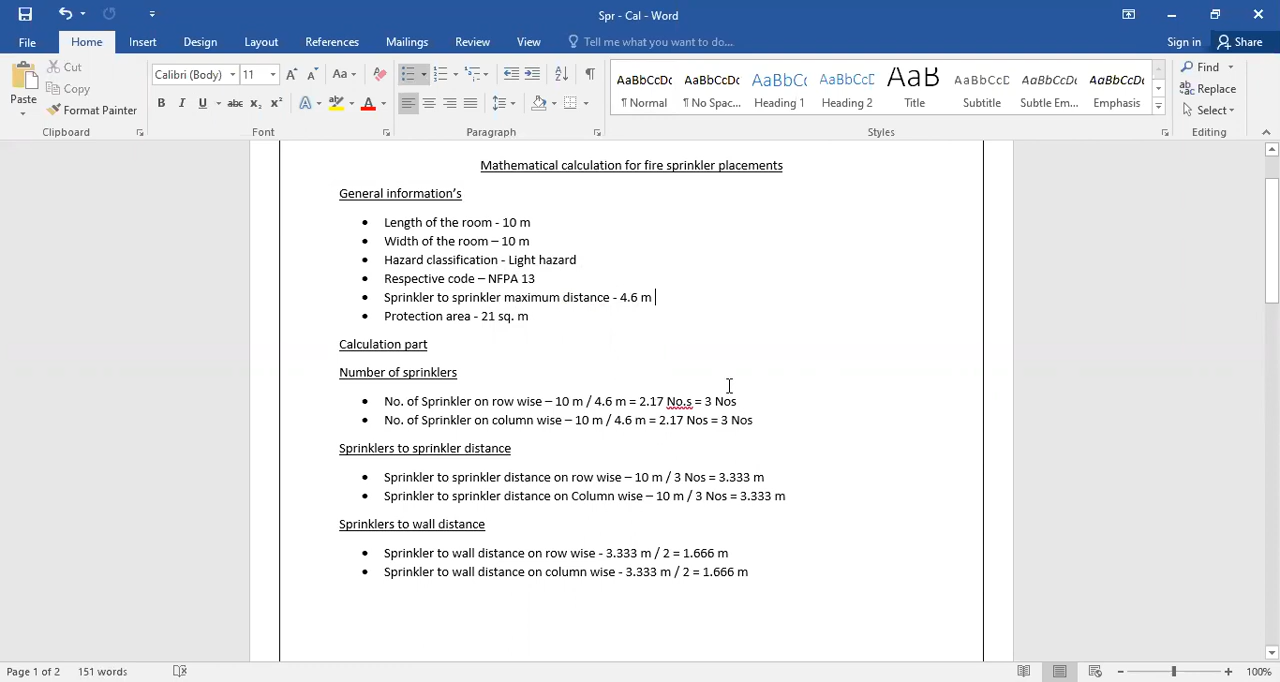 Spr - Cal - Word
File Home Insert Design Layout References Mailings Review View Tell me what you want to do... Sign in Share
Paste
Cut
Copy
Format Painter
Calibri (Body) 11
Aa
B I U abc X₂ X²
A A
Find
Replace
Select
AaBbCcDc AaBbCcDc AaBbCc AaBbCcC AaB AaBbCcD AaBbCcDc AaBbCcDc
¶ Normal ¶ No Spac... Heading 1 Heading 2 Title Subtitle Subtle Em... Emphasis
Clipboard Font Paragraph Styles Editing
Mathematical calculation for fire sprinkler placements
General information’s
• Length of the room - 10 m
• Width of the room – 10 m
• Hazard classification - Light hazard
• Respective code – NFPA 13
• Sprinkler to sprinkler maximum distance - 4.6 m
• Protection area - 21 sq. m
Calculation part
Number of sprinklers
• No. of Sprinkler on row wise – 10 m / 4.6 m = 2.17 No.s = 3 Nos
• No. of Sprinkler on column wise – 10 m / 4.6 m = 2.17 Nos = 3 Nos
Sprinklers to sprinkler distance
• Sprinkler to sprinkler distance on row wise – 10 m / 3 Nos = 3.333 m
• Sprinkler to sprinkler distance on Column wise – 10 m / 3 Nos = 3.333 m
Sprinklers to wall distance
• Sprinkler to wall distance on row wise - 3.333 m / 2 = 1.666 m
• Sprinkler to wall distance on column wise - 3.333 m / 2 = 1.666 m
Page 1 of 2 151 words 100%